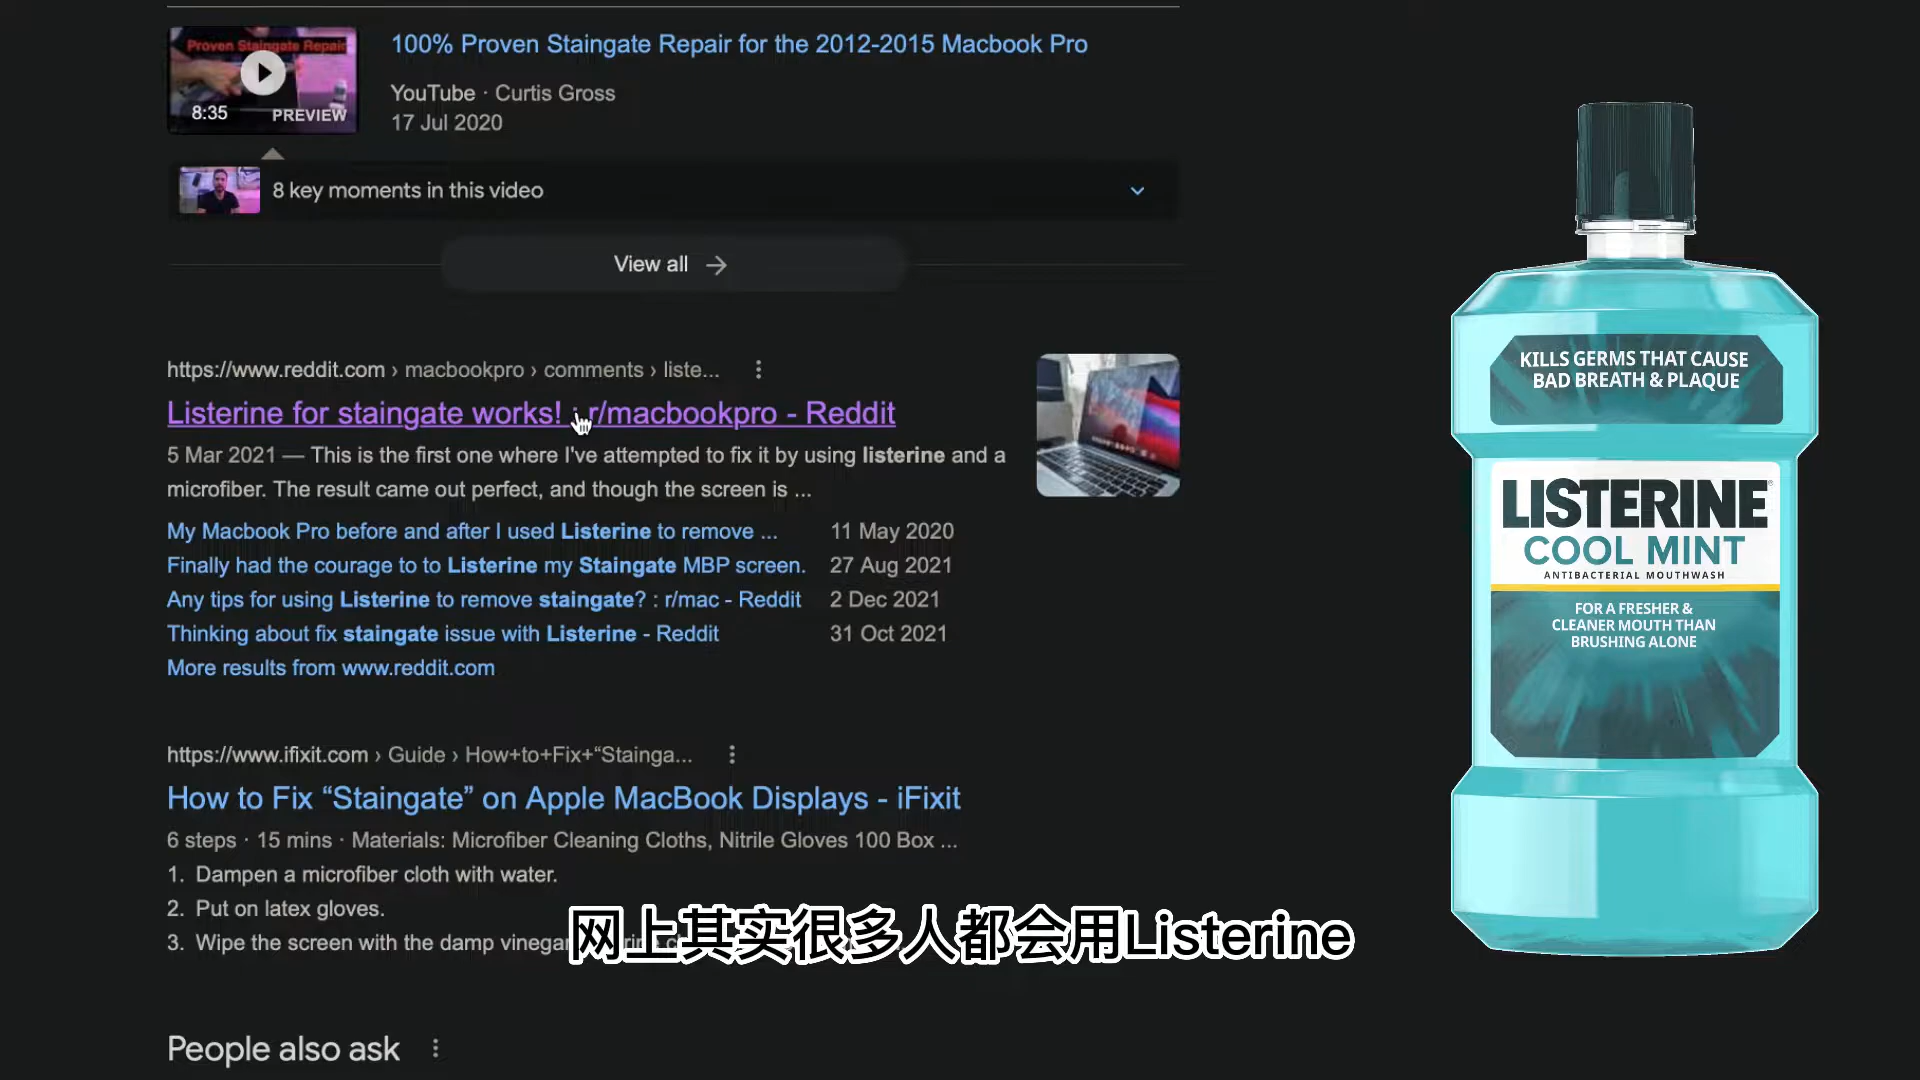 Proven Staingate Repair
8:35
PREVIEW
100% Proven Staingate Repair for the 2012-2015 Macbook Pro
YouTube · Curtis Gross
17 Jul 2020
8 key moments in this video
View all →
https://www.reddit.com › macbookpro › comments › liste...
Listerine for staingate works! : r/macbookpro - Reddit
5 Mar 2021 — This is the first one where I've attempted to fix it by using listerine and a
microfiber. The result came out perfect, and though the screen is ...
My Macbook Pro before and after I used Listerine to remove ... 11 May 2020
Finally had the courage to to Listerine my Staingate MBP screen. 27 Aug 2021
Any tips for using Listerine to remove staingate? : r/mac - Reddit 2 Dec 2021
Thinking about fix staingate issue with Listerine - Reddit 31 Oct 2021
More results from www.reddit.com
https://www.ifixit.com › Guide › How+to+Fix+“Stainga...
How to Fix “Staingate” on Apple MacBook Displays - iFixit
6 steps · 15 mins · Materials: Microfiber Cleaning Cloths, Nitrile Gloves 100 Box ...
1. Dampen a microfiber cloth with water.
2. Put on latex gloves.
3. Wipe the screen with the damp
网上其实很多人都会用Listerine
People also ask
KILLS GERMS THAT CAUSE
BAD BREATH & PLAQUE
LISTERINE®
COOL MINT
ANTIBACTERIAL MOUTHWASH
FOR A FRESHER &
CLEANER MOUTH THAN
BRUSHING ALONE